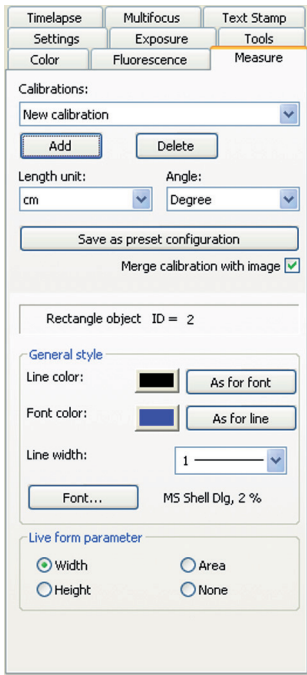 Timelapse Multifocus Text Stamp
Settings Exposure Tools
Color Fluorescence Measure
Calibrations:
New calibration
Add Delete
Length unit: Angle:
cm Degree
Save as preset configuration
Merge calibration with image
Rectangle object ID = 2
General style
Line color: As for font
Font color: As for line
Line width: 1
Font... MS Shell Dlg, 2 %
Live form parameter
Width Area
Height None